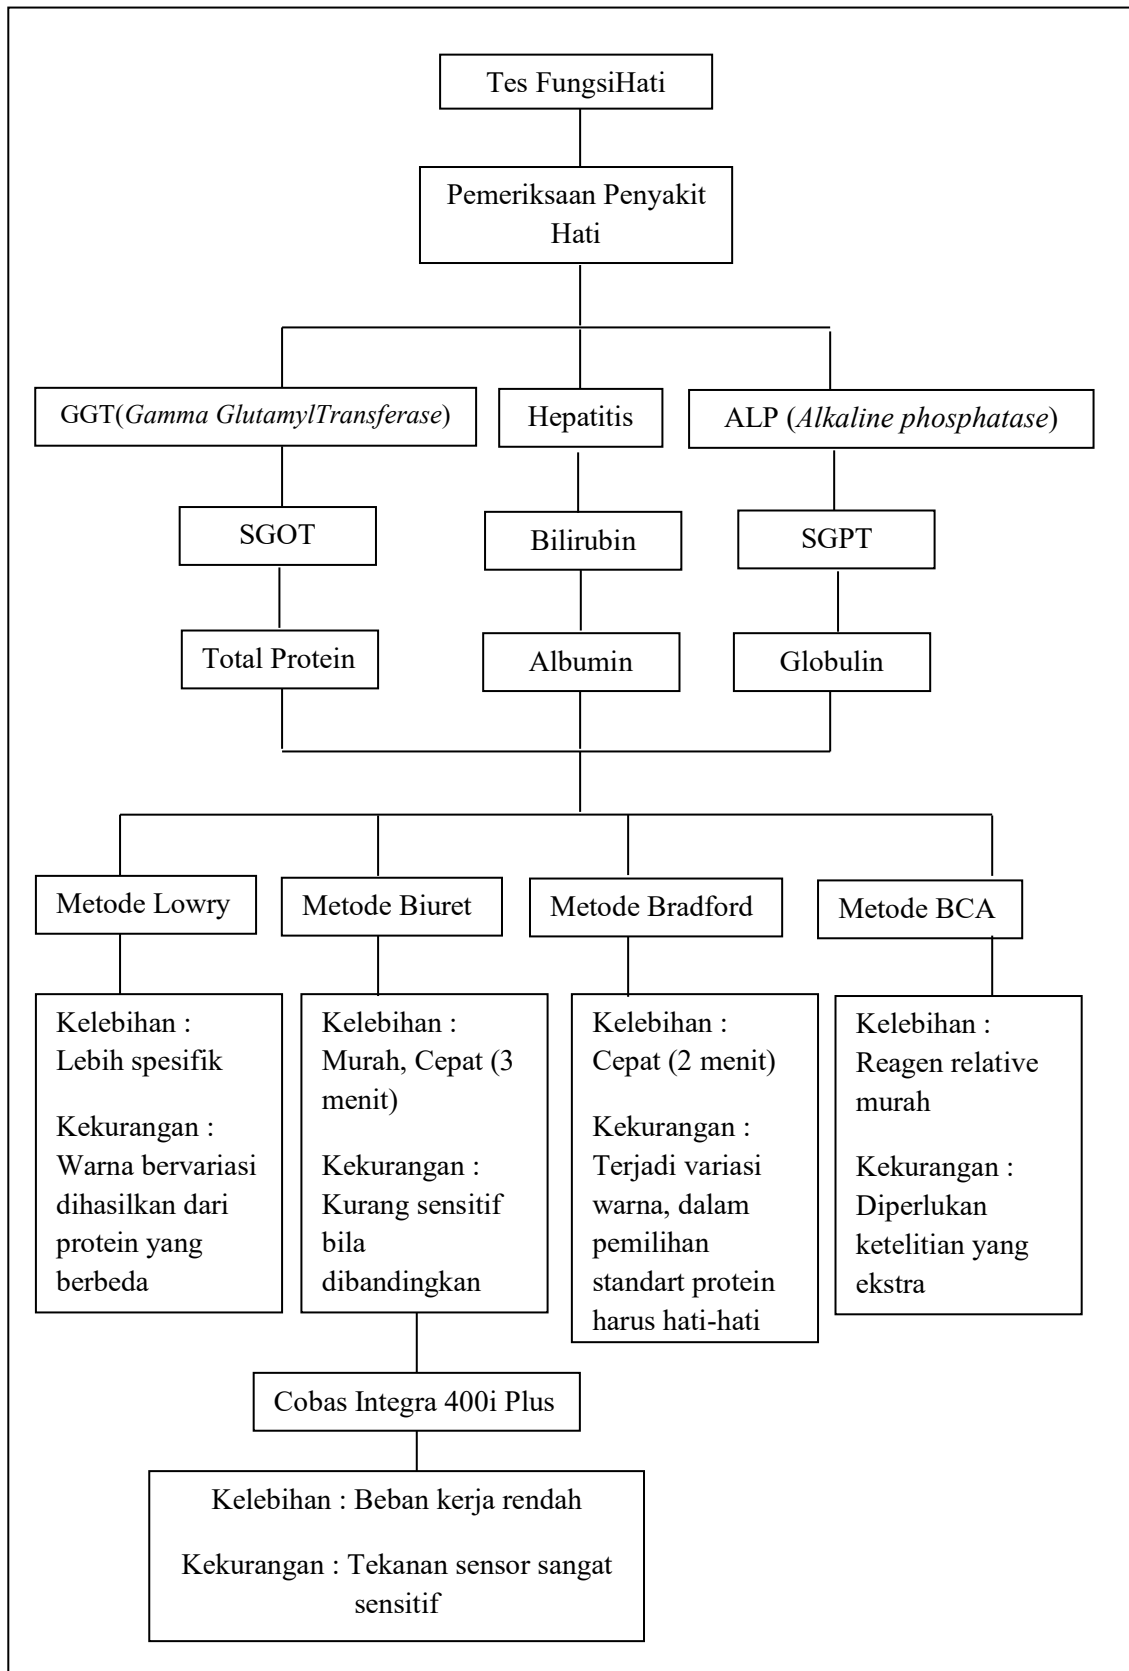 Tes FungsiHati
Pemeriksaan Penyakit
Hati
GGT(Gamma GlutamylTransferase)
Hepatitis
ALP (Alkaline phosphatase)
SGOT
Bilirubin
SGPT
Total Protein
Albumin
Globulin
Metode Lowry
Metode Biuret
Metode Bradford
Metode BCA
Kelebihan :
Lebih spesifik
Kekurangan :
Warna bervariasi
dihasilkan dari
protein yang
berbeda
Kelebihan :
Murah, Cepat (3
menit)
Kekurangan :
Kurang sensitif
bila
dibandingkan
Kelebihan :
Cepat (2 menit)
Kekurangan :
Terjadi variasi
warna, dalam
pemilihan
standart protein
harus hati-hati
Kelebihan :
Reagen relative
murah
Kekurangan :
Diperlukan
ketelitian yang
ekstra
Cobas Integra 400i Plus
Kelebihan : Beban kerja rendah
Kekurangan : Tekanan sensor sangat
sensitif